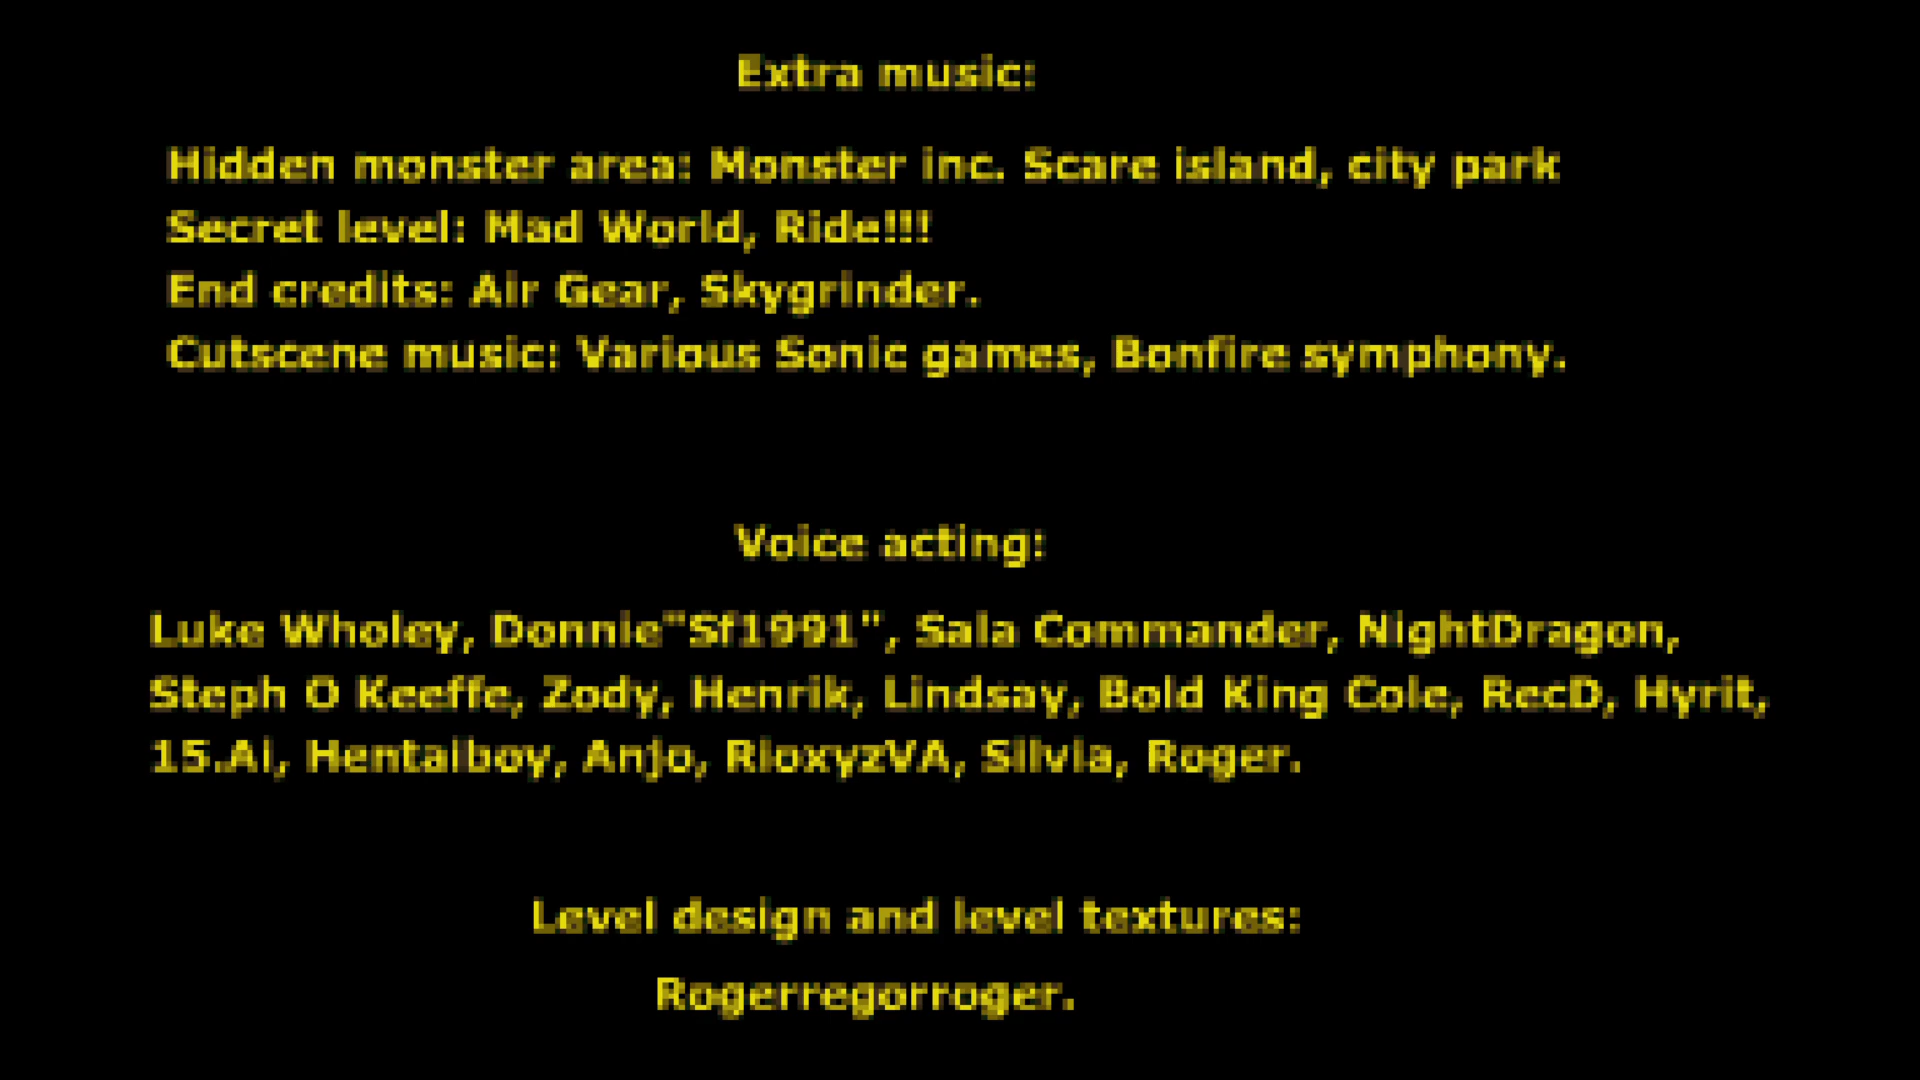 Extra music:
Hidden monster area: Monster inc. Scare island, city park
Secret level: Mad World, Ride!!!
End credits: Air Gear, Skygrinder.
Cutscene music: Various Sonic games, Bonfire symphony.
Voice acting:
Luke Wholey, Donnie"Sf1991", Sala Commander, NightDragon,
Steph O Keeffe, Zody, Henrik, Lindsay, Bold King Cole, RecD, Hyrit,
15.Ai, Hentaiboy, Anjo, RioxyzVA, Silvia, Roger.
Level design and level textures:
Rogerregorroger.